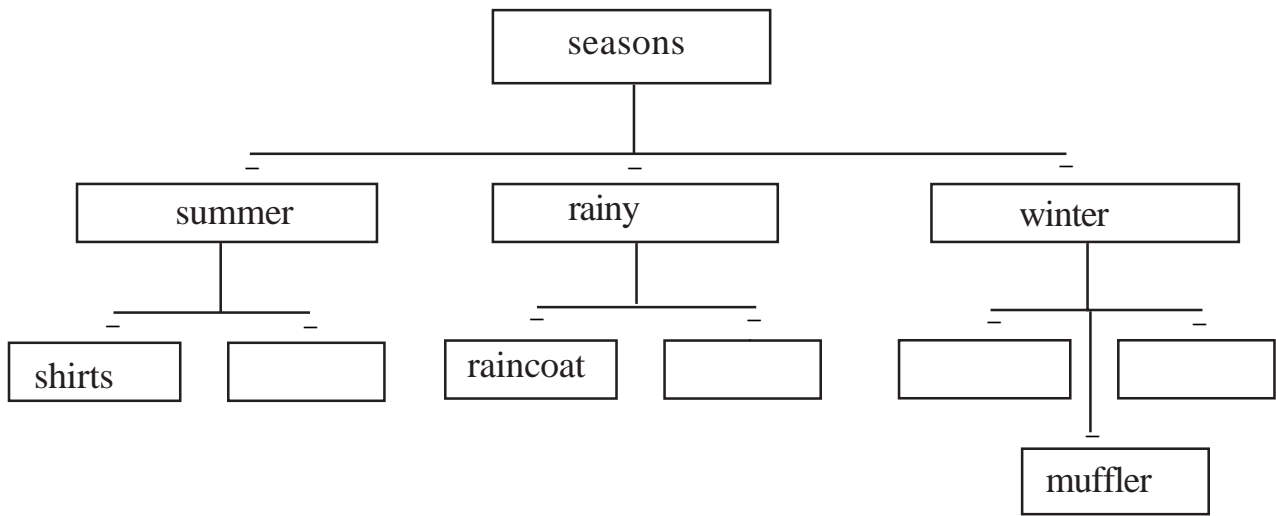 seasons
summer
rainy
winter
shirts
raincoat
muffler